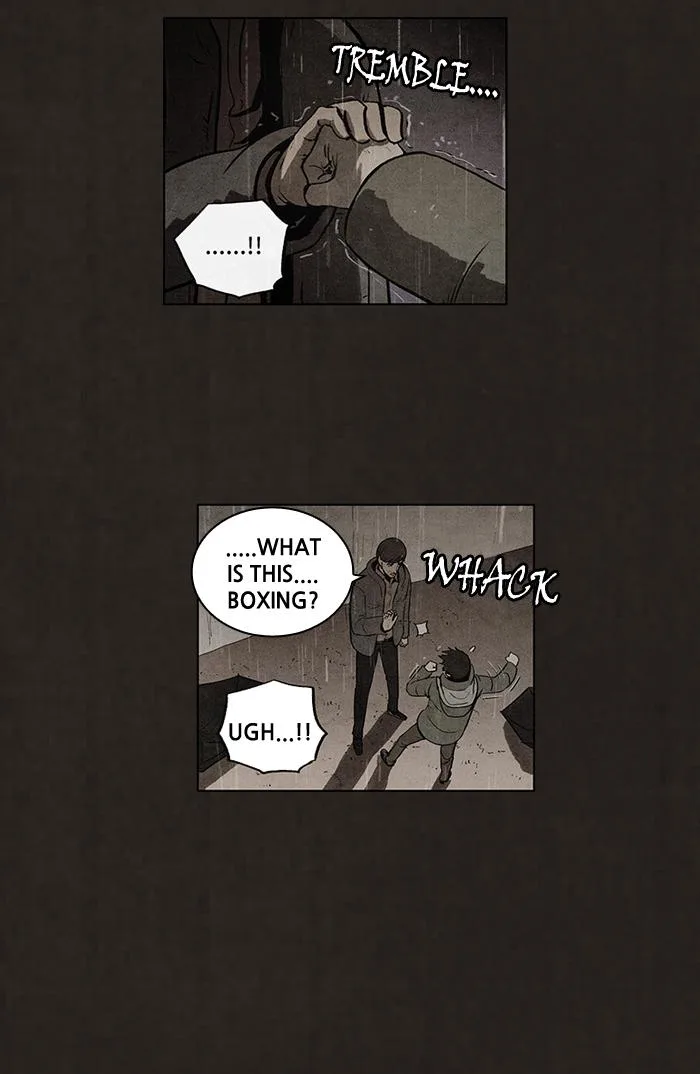 TREMBLE....
......!!
.....WHAT
IS THIS....
BOXING?
WHACK
UGH...!!